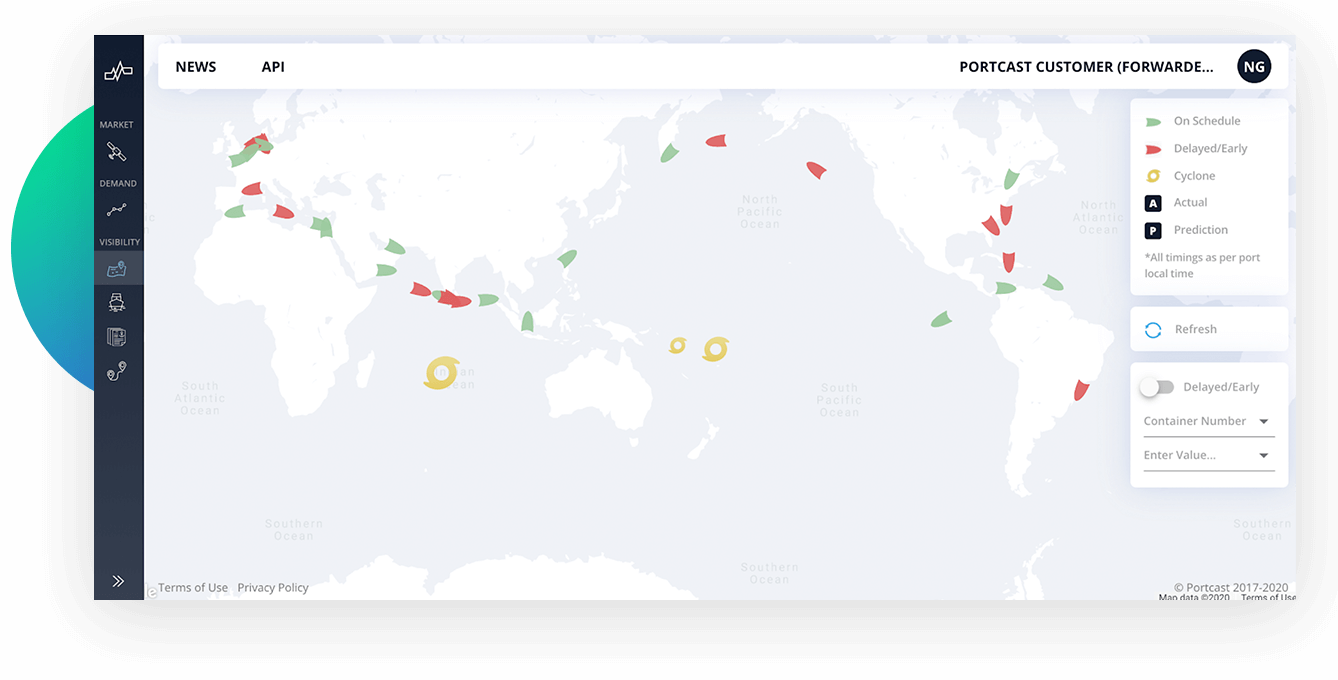 NEWS API PORTCAST CUSTOMER (FORWARDE... NG
MARKET
DEMAND
VISIBILITY
On Schedule
Delayed/Early
Cyclone
A Actual
P Prediction
*All timings as per port
local time
Refresh
Delayed/Early
Container Number
Enter Value...
North
Pacific
Ocean
North
Atlantic
Ocean
South
Atlantic
Ocean
South
Pacific
Ocean
Southern
Ocean
Southern
Ocean
Southern
Ocean
Terms of Use Privacy Policy
© Portcast 2017-2020
Map data ©2020 Terms of Use